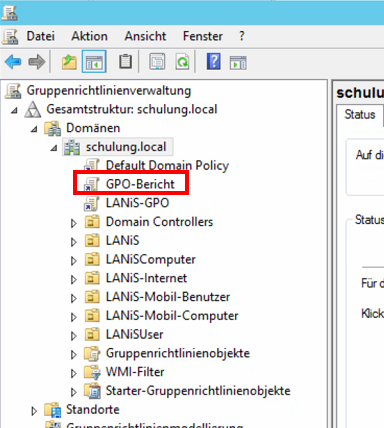 Datei Aktion Ansicht Fenster ?
Gruppenrichtlinienverwaltung
Gesamtstruktur: schulung.local
Domänen
schulung.local
Default Domain Policy
GPO-Bericht
LANiS-GPO
Domain Controllers
LANiS
LANiSComputer
LANiS-Internet
LANiS-Mobil-Benutzer
LANiS-Mobil-Computer
LANiSUser
Gruppenrichtlinienobjekte
WMI-Filter
Starter-Gruppenrichtlinienobjekte
Standorte
Gruppenrichtlinienmodellierung
schulun
Status
Auf di
Status
Für d
Klick